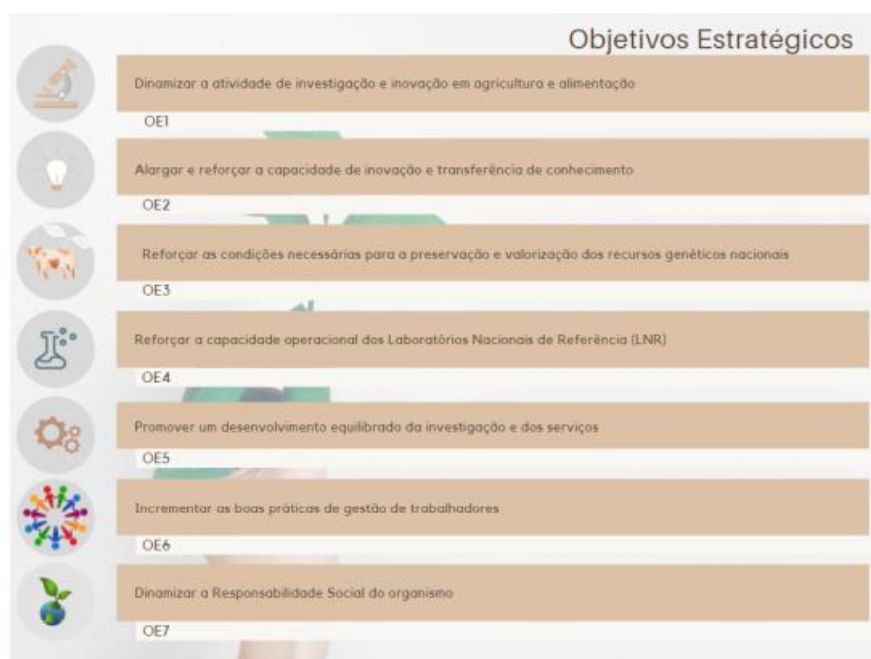 Objetivos Estratégicos
Dinamizar a atividade de investigação e inovação em agricultura e alimentação
OE1
Alargar e reforçar a capacidade de inovação e transferência de conhecimento
OE2
Reforçar as condições necessárias para a preservação e valorização dos recursos genéticos nacionais
OE3
Reforçar a capacidade operacional dos Laboratórios Nacionais de Referência (LNR)
OE4
Promover um desenvolvimento equilibrado da investigação e dos serviços
OE5
Incrementar as boas práticas de gestão de trabalhadores
OE6
Dinamizar a Responsabilidade Social do organismo
OE7